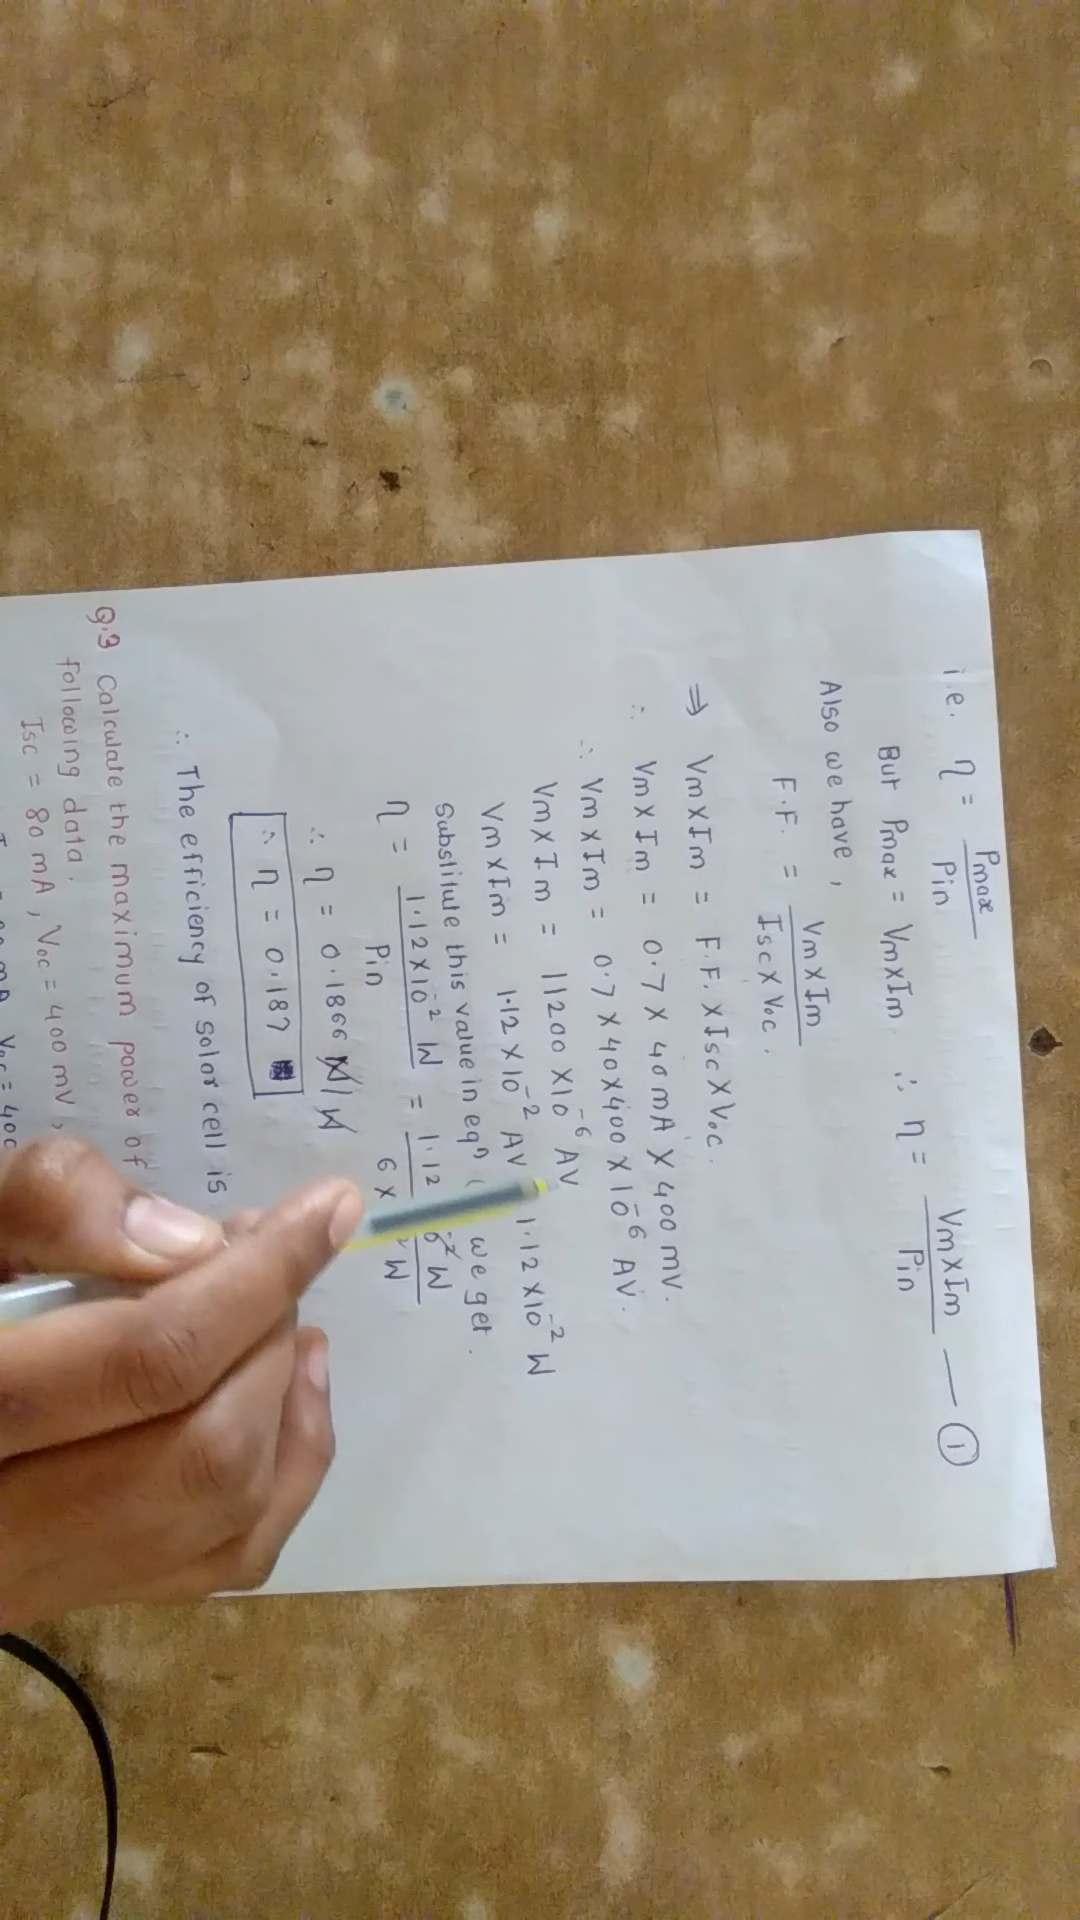 i.e. η = Pmax / Pin
But Pmax = Vm×Im ∴ η = Vm×Im / Pin — ①
Also we have,
F.F. = Vm×Im / Isc×Voc.
⇒ Vm×Im = F.F. × Isc × Voc.
∴ Vm×Im = 0.7 × 40 mA × 400 mV.
∴ Vm×Im = 0.7 × 40×400 × 10⁻⁶ AV.
Vm×Im = 11200 ×10⁻⁶ AV
Vm×Im = 1.12 × 10⁻² AV 1.12 ×10⁻² W
Substitute this value in eqⁿ ( we get.
η = 1.12×10⁻² W / Pin = 1.12 ⁻² W / 6 × W
∴ η = 0.1866
∴ η = 0.187
∴ The efficiency of Solor cell is
Q.3 Calculate the maximum power of
following data.
Isc = 80 mA, Voc = 400 mV,
mA Voc = 400